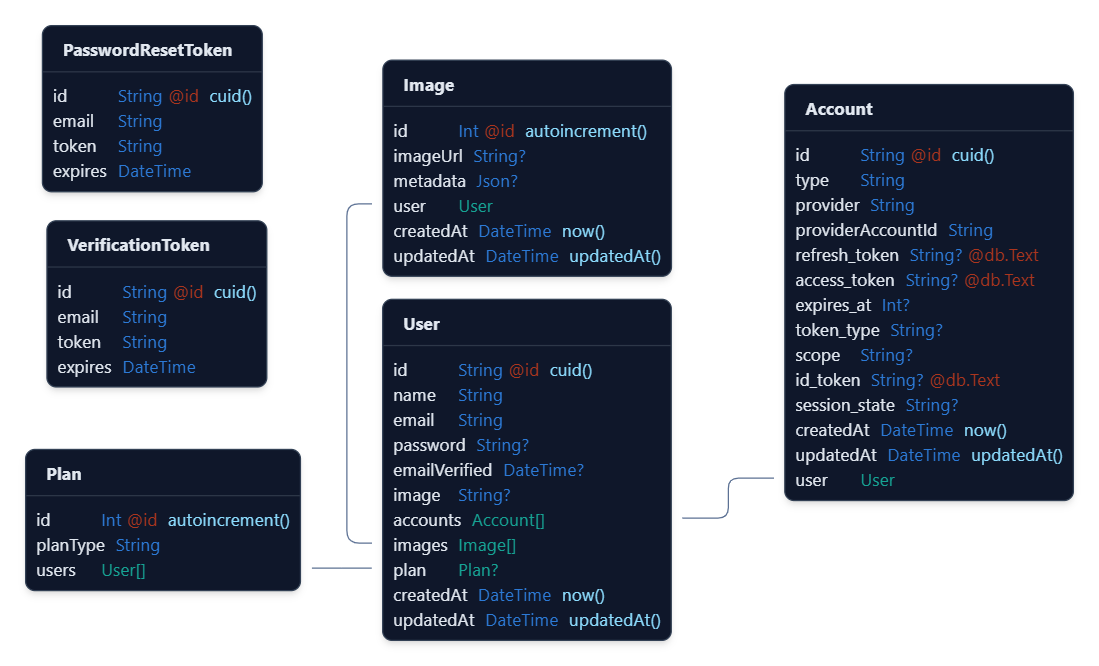 PasswordResetToken
id String @id cuid()
email String
token String
expires DateTime
VerificationToken
id String @id cuid()
email String
token String
expires DateTime
Plan
id Int @id autoincrement()
planType String
users User[]
Image
id Int @id autoincrement()
imageUrl String?
metadata Json?
user User
createdAt DateTime now()
updatedAt DateTime updatedAt()
User
id String @id cuid()
name String
email String
password String?
emailVerified DateTime?
image String?
accounts Account[]
images Image[]
plan Plan?
createdAt DateTime now()
updatedAt DateTime updatedAt()
Account
id String @id cuid()
type String
provider String
providerAccountId String
refresh_token String? @db.Text
access_token String? @db.Text
expires_at Int?
token_type String?
scope String?
id_token String? @db.Text
session_state String?
createdAt DateTime now()
updatedAt DateTime updatedAt()
user User